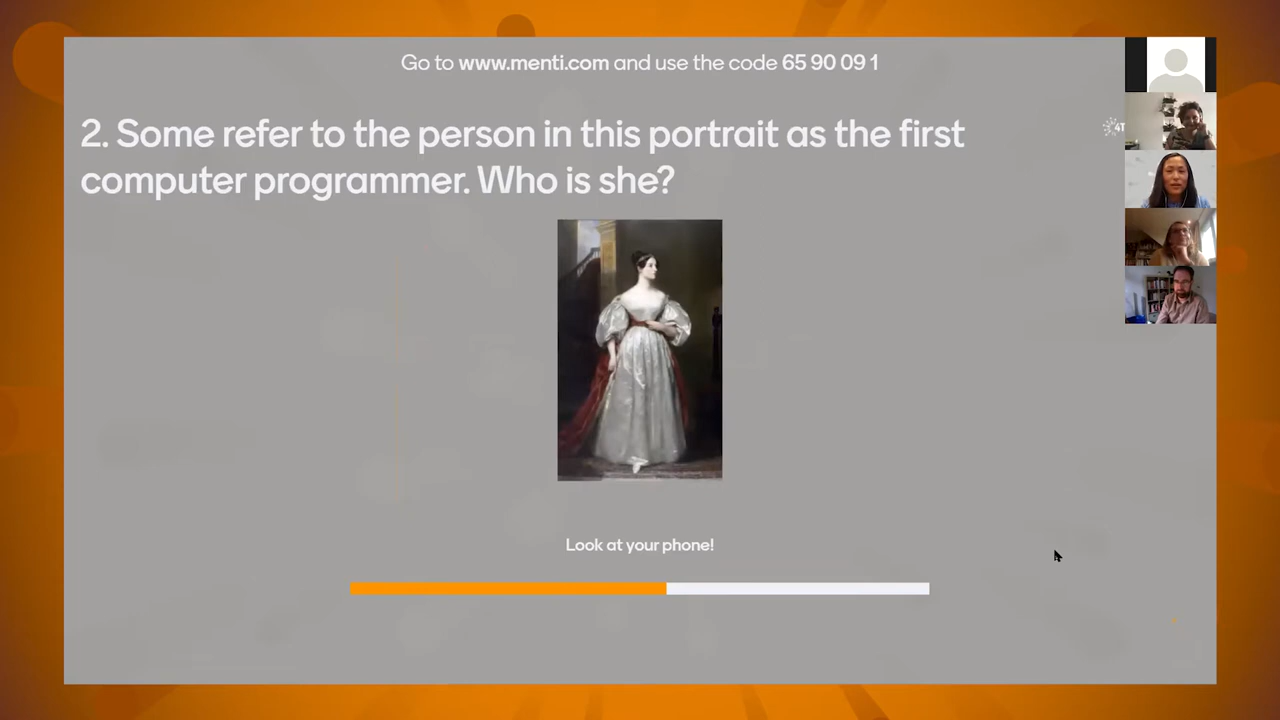 Go to www.menti.com and use the code 65 90 09 1
2. Some refer to the person in this portrait as the first
computer programmer. Who is she?
4T
Look at your phone!